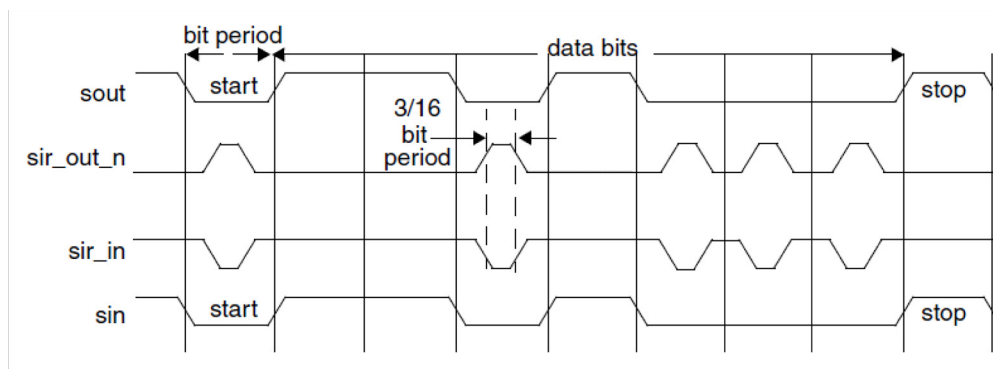 bit period
data bits
sout
start
stop
3/16
bit
period
sir_out_n
sir_in
sin
start
stop